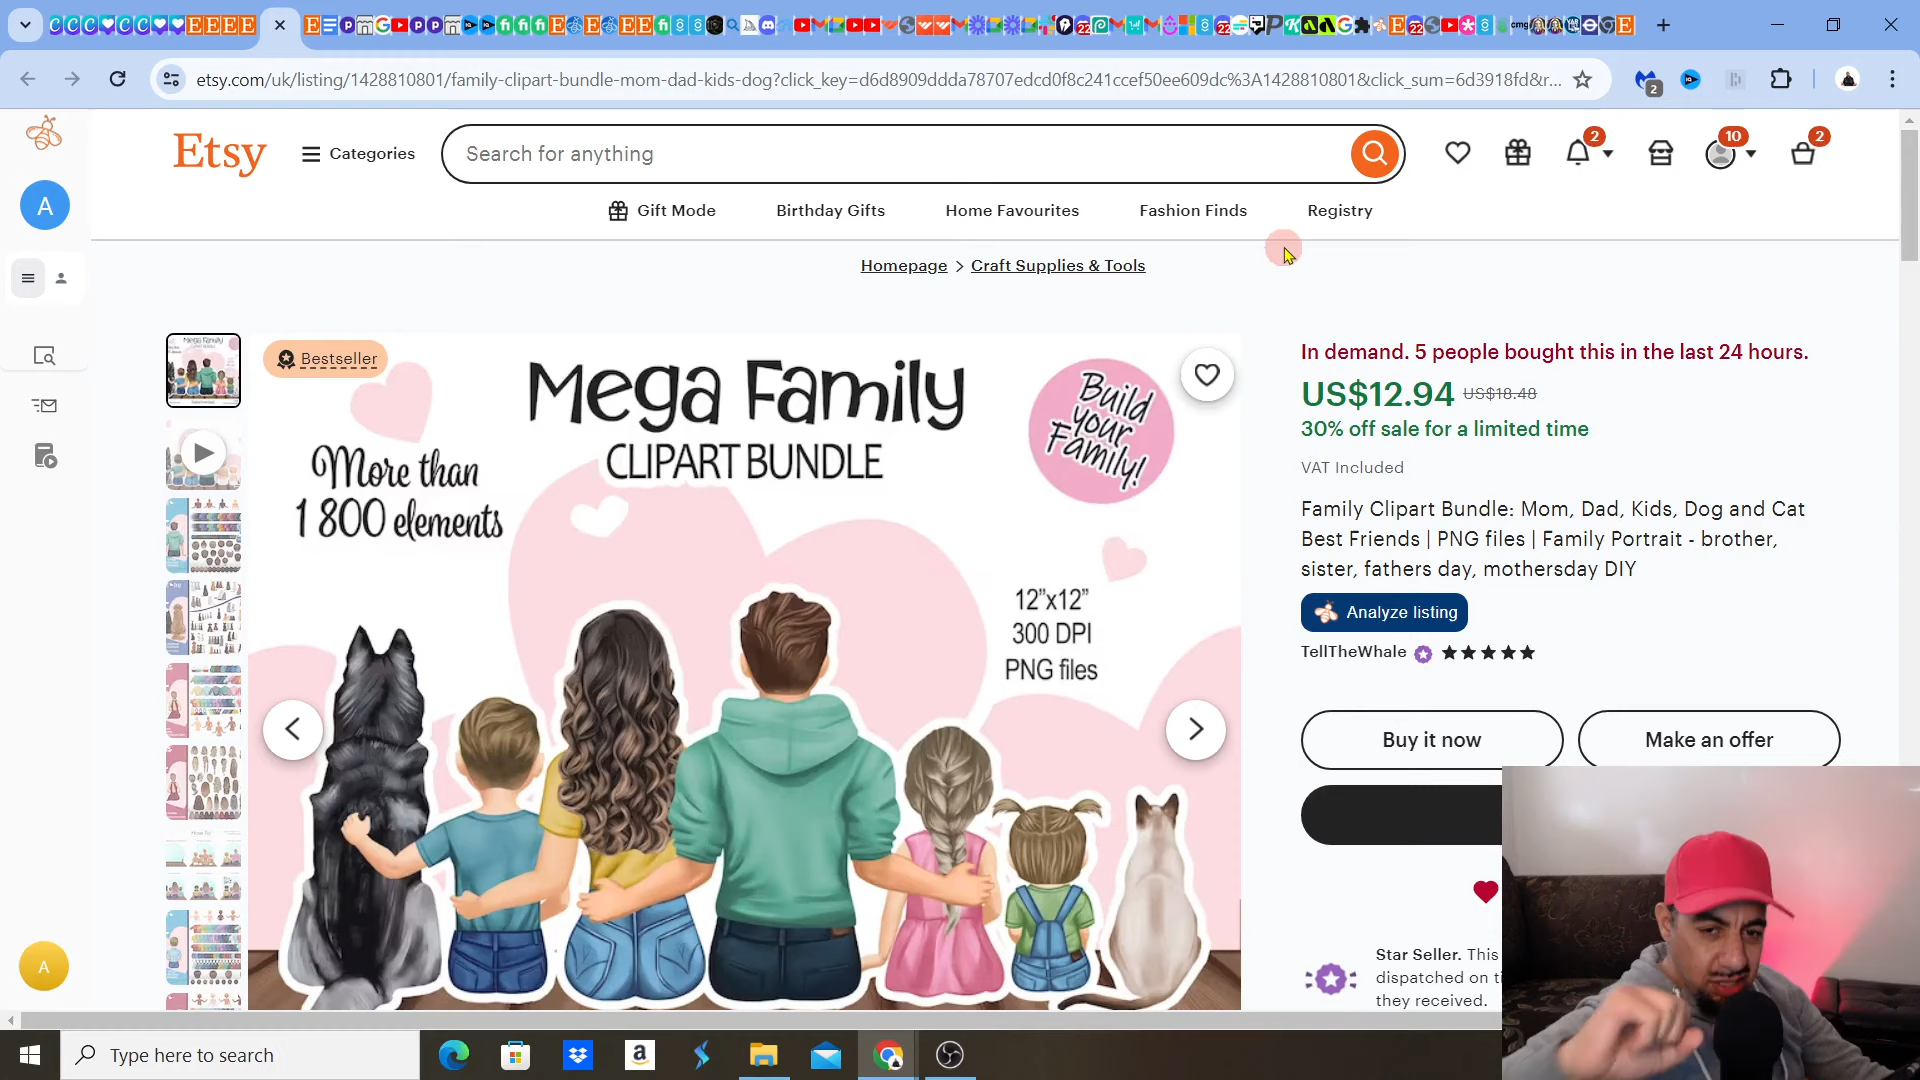 etsy.com/uk/listing/1428810801/family-clipart-bundle-mom-dad-kids-dog?click_key=d6d8909ddda78707edcd0f8c241ccef50ee609dc%3A1428810801&click_sum=6d3918fd&r...
2
Etsy
Categories
Search for anything
2
10
2
A
Gift Mode
Birthday Gifts
Home Favourites
Fashion Finds
Registry
Homepage > Craft Supplies & Tools
Bestseller
Mega Family
CLIPART BUNDLE
More than
1 800 elements
Build
your
Family!
12"x12"
300 DPI
PNG files
In demand. 5 people bought this in the last 24 hours.
US$12.94 US$18.48
30% off sale for a limited time
VAT Included
Family Clipart Bundle: Mom, Dad, Kids, Dog and Cat
Best Friends | PNG files | Family Portrait - brother,
sister, fathers day, mothersday DIY
Analyze listing
TellTheWhale
Buy it now
Make an offer
Star Seller. This
dispatched on ti
they received.
A
Type here to search